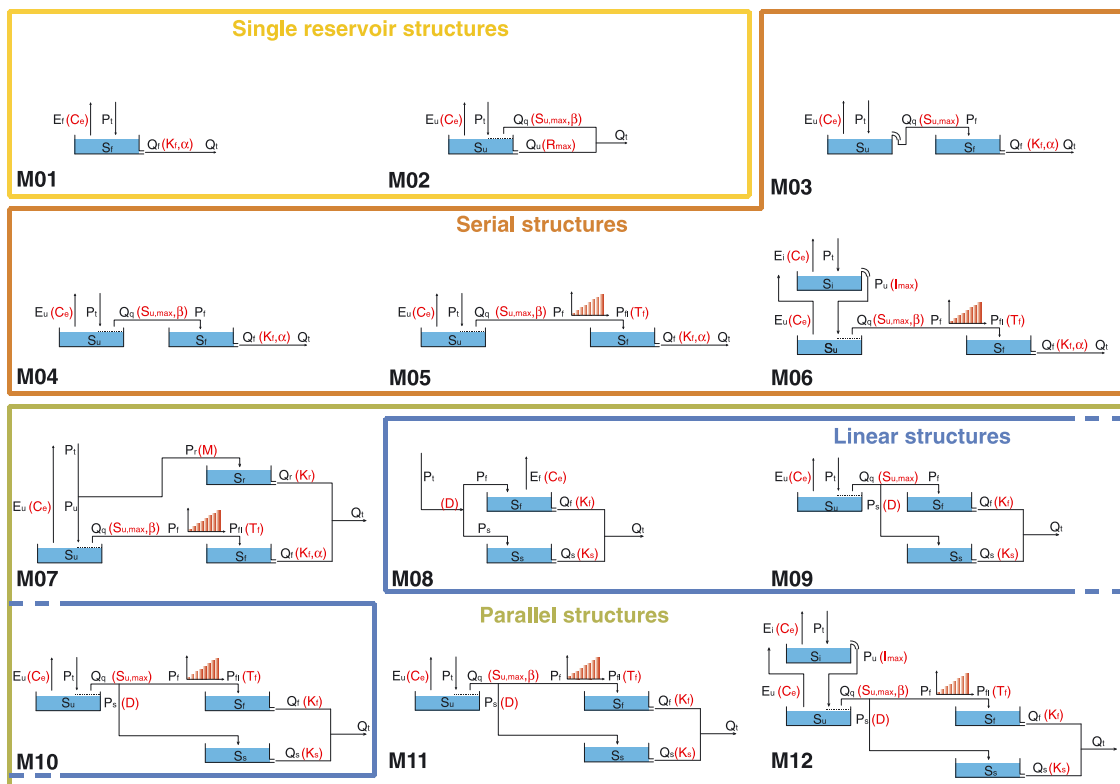 Single reservoir structures
Ef (Ce) Pt
Sf
Qf (Kf,α) Qt
M01
Eu (Ce) Pt
Qq (Su,max,β)
Qt
Su
Qu (Rmax)
M02
Eu (Ce) Pt Qq (Su,max) Pf
Su
Sf
Qf (Kf,α) Qt
M03
Serial structures
Eu (Ce) Pt Qq (Su,max,β) Pf
Su
Sf
Qf (Kf,α) Qt
M04
Eu (Ce) Pt Qq (Su,max,β) Pf Pfl (Tf)
Su
Sf
Qf (Kf,α) Qt
M05
Ei (Ce) Pt
Si
Pu (Imax)
Eu (Ce) Qq (Su,max,β) Pf Pfl (Tf)
Su
Sf
Qf (Kf,α) Qt
M06
Pt
Pr (M)
Sr
Qr (Kr)
Eu (Ce) Pu
Qt
Qq (Su,max,β) Pf Pfl (Tf)
Su
Sf
Qf (Kf,α)
M07
Linear structures
Pt Pf Ef (Ce)
(D)
Sf
Qf (Kf)
Ps
Qt
Ss
Qs (Ks)
M08
Eu (Ce) Pt Qq (Su,max) Pf
Su
Ps (D)
Sf
Qf (Kf)
Qt
Ss
Qs (Ks)
M09
Parallel structures
Eu (Ce) Pt Qq (Su,max) Pf Pfl (Tf)
Su
Ps (D)
Sf
Qf (Kf)
Qt
Ss
Qs (Ks)
M10
Eu (Ce) Pt Qq (Su,max,β) Pf Pfl (Tf)
Su
Ps (D)
Sf
Qf (Kf)
Qt
Ss
Qs (Ks)
M11
Ei (Ce) Pt
Si
Pu (Imax)
Eu (Ce) Qq (Su,max,β) Pf Pfl (Tf)
Su
Ps (D)
Sf
Qf (Kf)
Qt
Ss
Qs (Ks)
M12